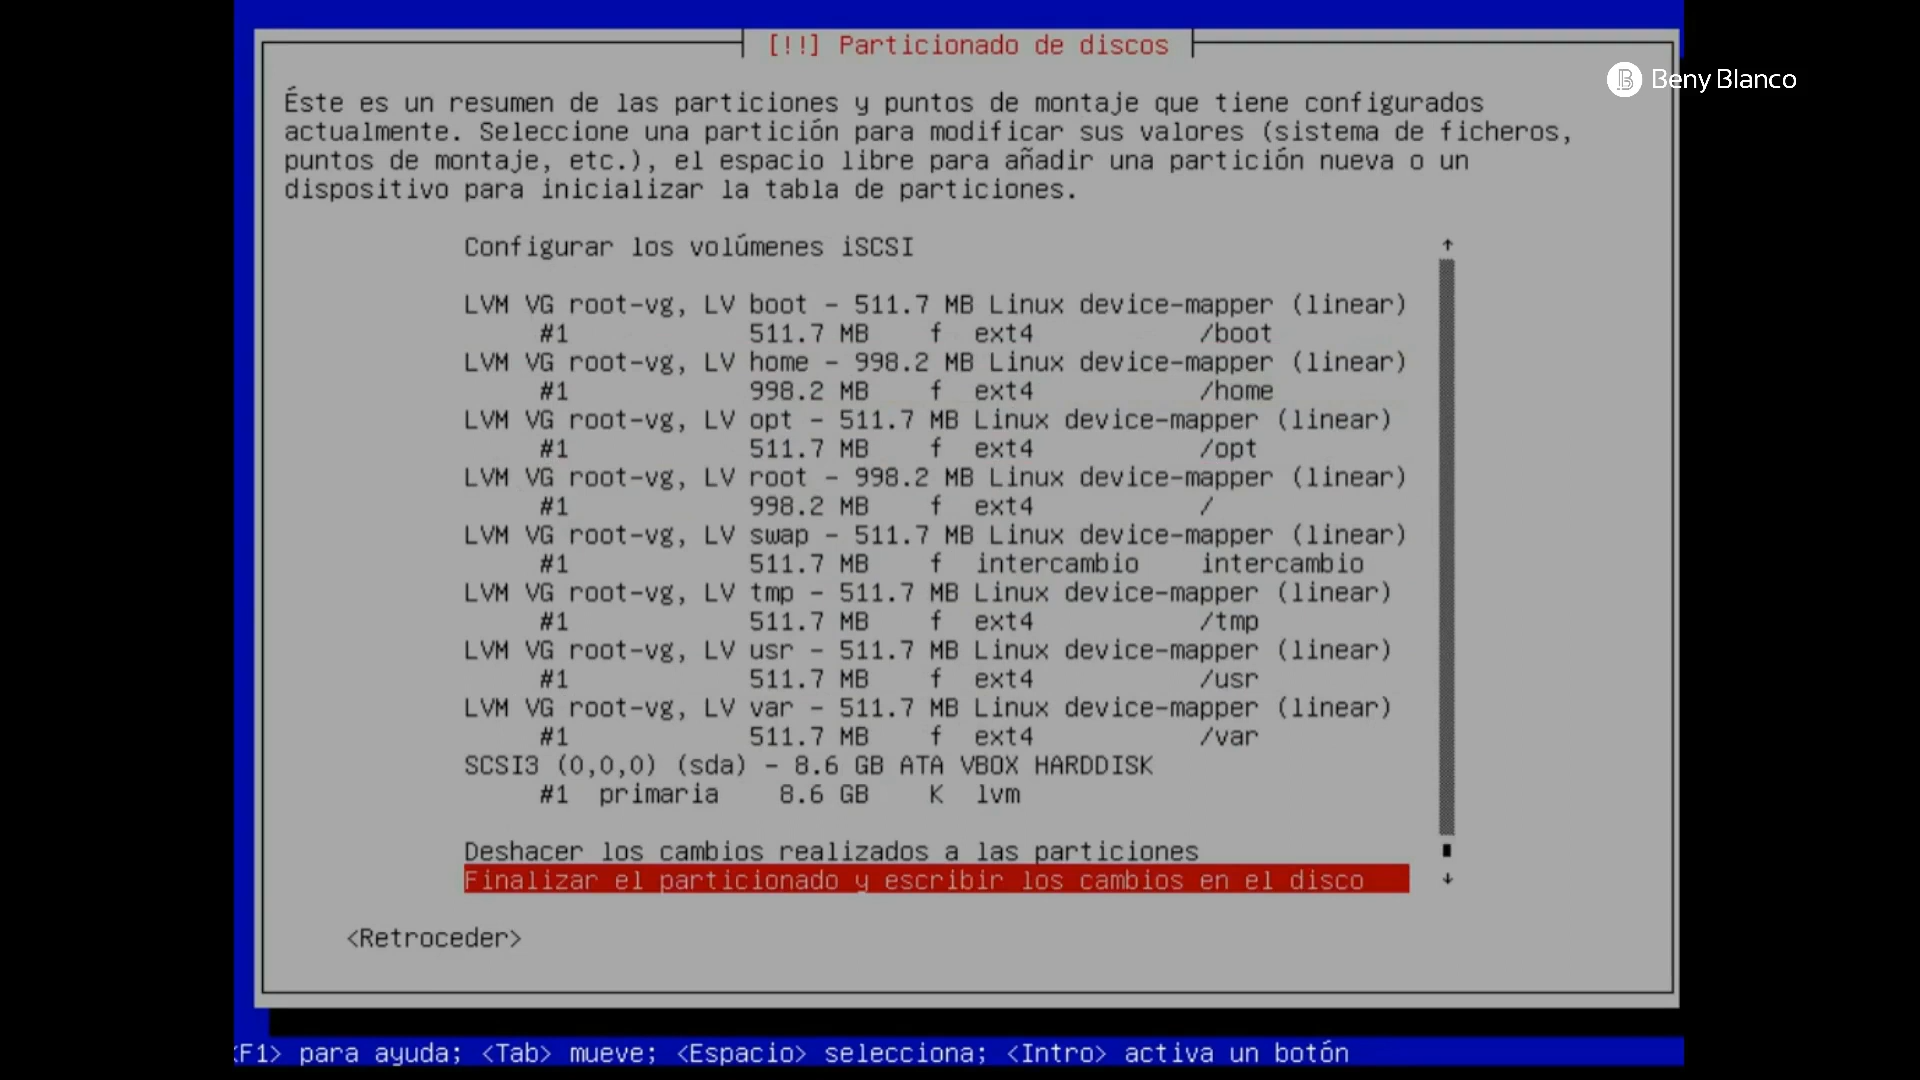 [!!] Particionado de discos
Beny Blanco
Éste es un resumen de las particiones y puntos de montaje que tiene configurados
actualmente. Seleccione una partición para modificar sus valores (sistema de ficheros,
puntos de montaje, etc.), el espacio libre para añadir una partición nueva o un
dispositivo para inicializar la tabla de particiones.
Configurar los volúmenes iSCSI
LVM VG root-vg, LV boot - 511.7 MB Linux device-mapper (linear)
#1 511.7 MB f ext4 /boot
LVM VG root-vg, LV home - 998.2 MB Linux device-mapper (linear)
#1 998.2 MB f ext4 /home
LVM VG root-vg, LV opt - 511.7 MB Linux device-mapper (linear)
#1 511.7 MB f ext4 /opt
LVM VG root-vg, LV root - 998.2 MB Linux device-mapper (linear)
#1 998.2 MB f ext4 /
LVM VG root-vg, LV swap - 511.7 MB Linux device-mapper (linear)
#1 511.7 MB f intercambio intercambio
LVM VG root-vg, LV tmp - 511.7 MB Linux device-mapper (linear)
#1 511.7 MB f ext4 /tmp
LVM VG root-vg, LV usr - 511.7 MB Linux device-mapper (linear)
#1 511.7 MB f ext4 /usr
LVM VG root-vg, LV var - 511.7 MB Linux device-mapper (linear)
#1 511.7 MB f ext4 /var
SCSI3 (0,0,0) (sda) - 8.6 GB ATA VBOX HARDDISK
#1 primaria 8.6 GB K lvm
Deshacer los cambios realizados a las particiones
Finalizar el particionado y escribir los cambios en el disco
<Retroceder>
<F1> para ayuda; <Tab> mueve; <Espacio> selecciona; <Intro> activa un botón